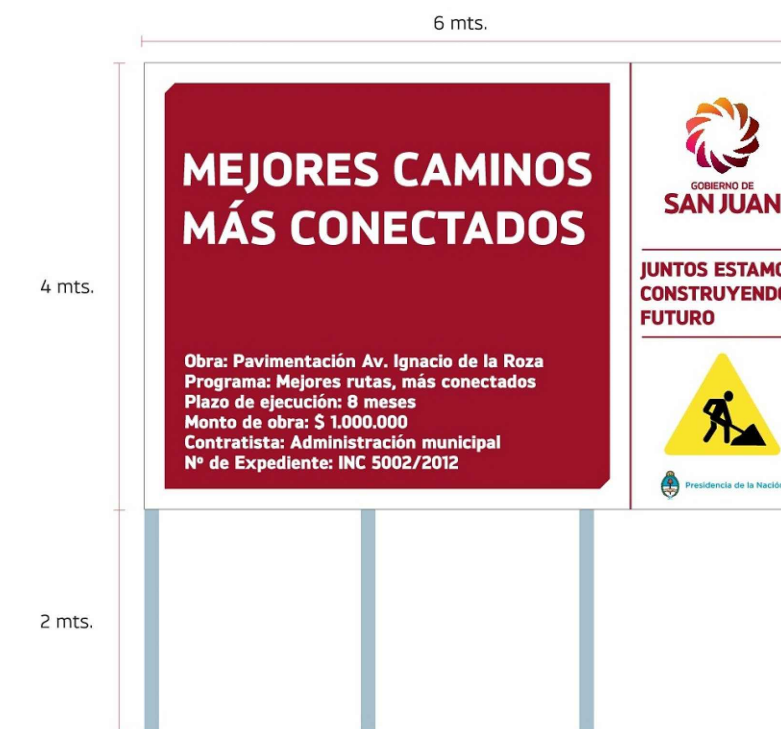 6 mts.
4 mts.
2 mts.
MEJORES CAMINOS
MÁS CONECTADOS
Obra: Pavimentación Av. Ignacio de la Roza
Programa: Mejores rutas, más conectados
Plazo de ejecución: 8 meses
Monto de obra: $ 1.000.000
Contratista: Administración municipal
Nº de Expediente: INC 5002/2012
GOBIERNO DE
SAN JUAN
JUNTOS ESTAMO
CONSTRUYENDO
FUTURO
Presidencia de la Nación